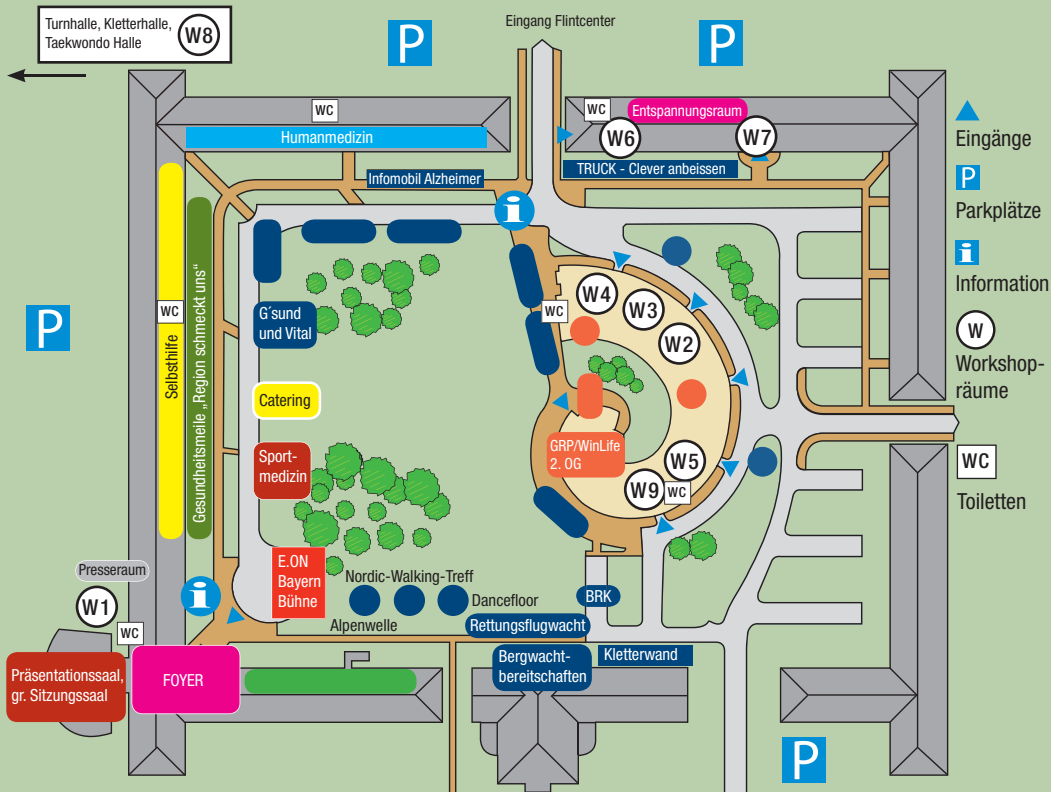 Turnhalle, Kletterhalle,
Taekwondo Halle
W8
Eingang Flintcenter
P
P
WC
Humanmedizin
WC
Entspannungsraum
W6
W7
Eingänge
P
Parkplätze
i
Information
W
Workshop-
räume
WC
Toiletten
Infomobil Alzheimer
TRUCK - Clever anbeissen
i
P
WC
Selbsthilfe
Gesundheitsmeile „Region schmeckt uns“
G´sund
und Vital
Catering
Sport-
medizin
W4
W3
W2
WC
GRP/WinLife
2. OG
W5
W9
WC
E.ON
Bayern
Bühne
Nordic-Walking-Treff
Dancefloor
Alpenwelle
BRK
Rettungsflugwacht
Bergwacht-
bereitschaften
Kletterwand
Presseraum
W1
i
WC
Präsentationssaal,
gr. Sitzungssaal
FOYER
P